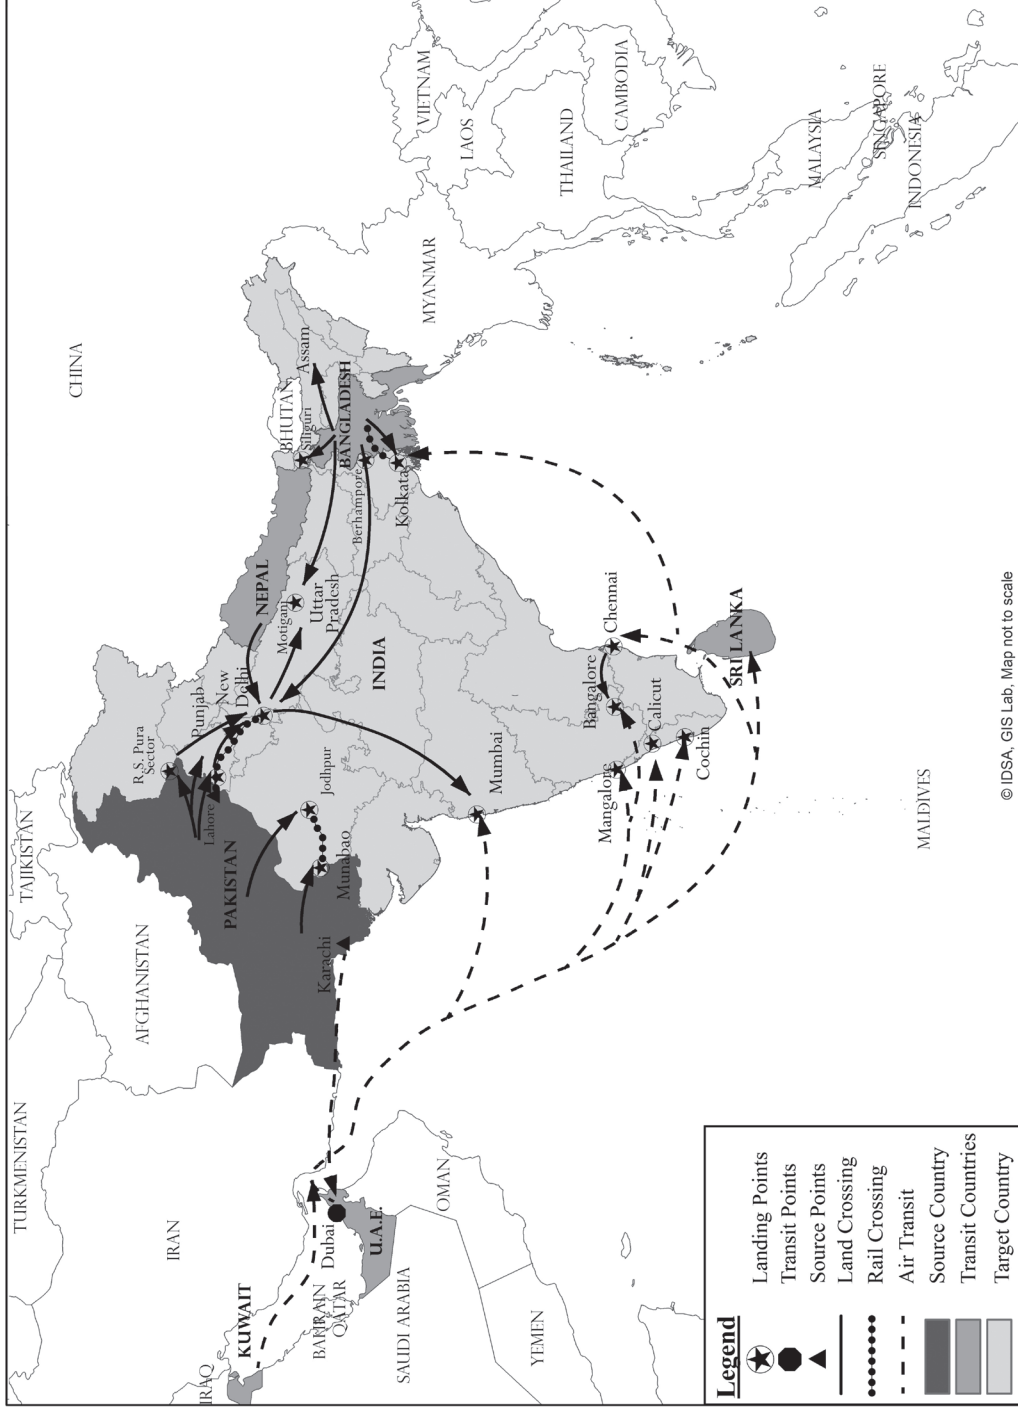 TURKMENISTAN
TAJIKISTAN
CHINA
IRAN
AFGHANISTAN
IRAQ
KUWAIT
BAHRAIN
QATAR
Dubai
U.A.E.
SAUDI ARABIA
OMAN
YEMEN
PAKISTAN
Karachi
Lahore
Munabao
Jodhpur
R.S. Pura
Sector
Punjab
New
Delhi
NEPAL
Motiganj
Uttar
Pradesh
BHUTAN
Siliguri
Assam
BANGLADESH
Berhampore
Kolkata
INDIA
Mumbai
Bangalore
Chennai
Mangalore
Calicut
Cochin
SRI LANKA
MALDIVES
MYANMAR
VIETNAM
LAOS
THAILAND
CAMBODIA
MALAYSIA
SINGAPORE
INDONESIA
Legend
Landing Points
Transit Points
Source Points
Land Crossing
Rail Crossing
Air Transit
Source Country
Transit Countries
Target Country
© IDSA, GIS Lab, Map not to scale